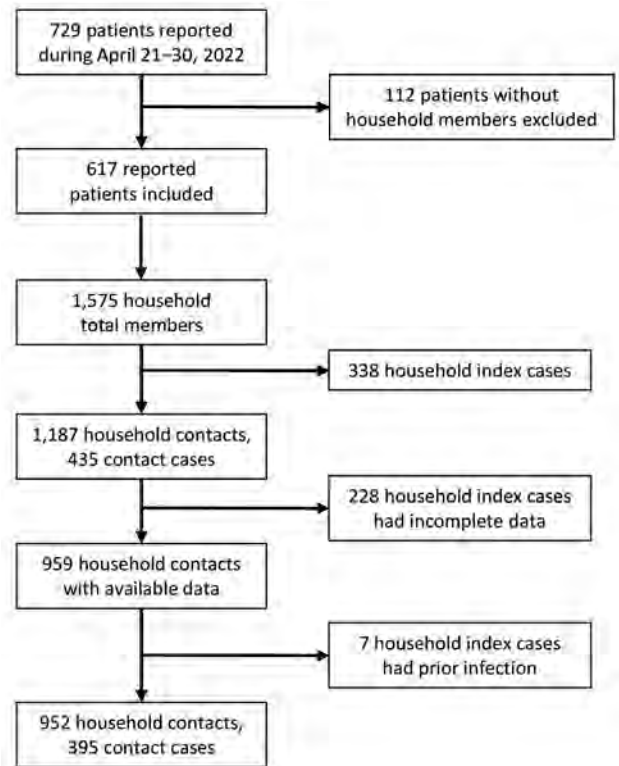 729 patients reported
during April 21–30, 2022
112 patients without
household members excluded
617 reported
patients included
1,575 household
total members
338 household index cases
1,187 household contacts,
435 contact cases
228 household index cases
had incomplete data
959 household contacts
with available data
7 household index cases
had prior infection
952 household contacts,
395 contact cases